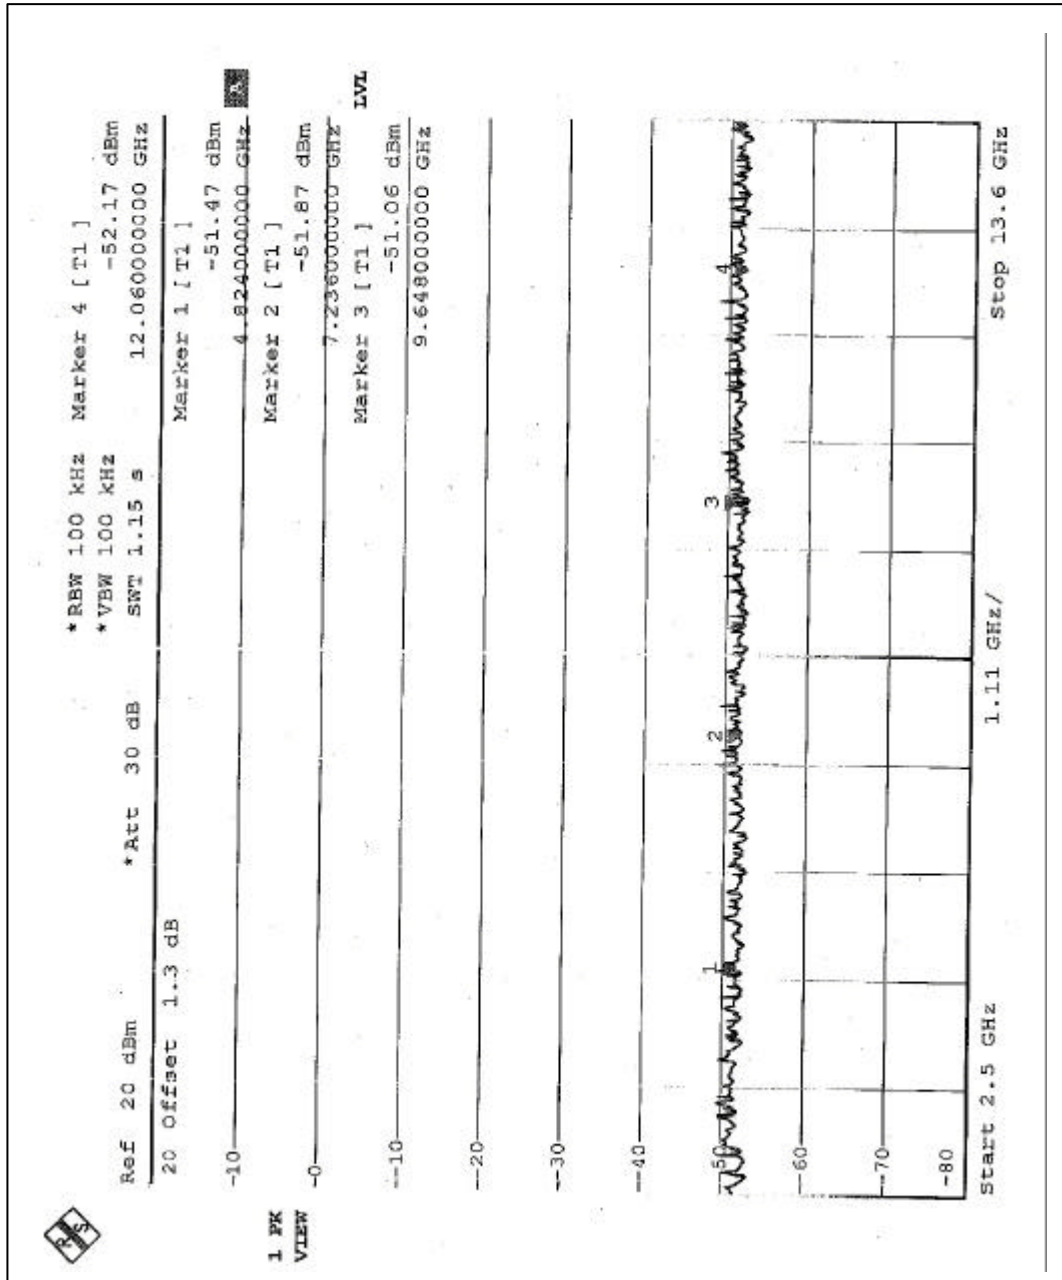 R S
*RBW 100 kHz Marker 4 [T1 ]
*VBW 100 kHz -52.17 dBm
Ref 20 dBm *Att 30 dB SWT 1.15 s 12.060000000 GHz
20 Offset 1.3 dB Marker 1 [T1 ]
-51.47 dBm
-10 4.824000000 GHz A
Marker 2 [T1 ]
-51.87 dBm
1 PK
VIEW
-0 7.236000000 GHz
Marker 3 [T1 ] LVL
-51.06 dBm
--10 9.648000000 GHz
--20
--30
--40
1 2 3 4
--50
--60
--70
-80
Start 2.5 GHz 1.11 GHz/ Stop 13.6 GHz